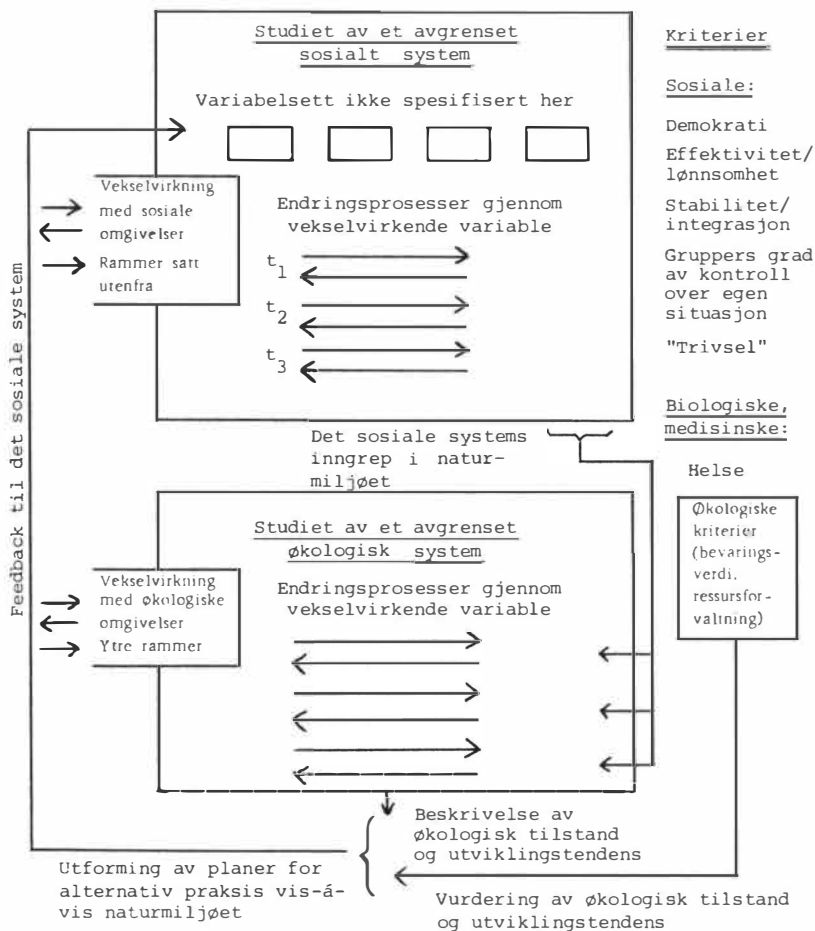 Studiet av et avgrenset
sosialt system
Variabelsett ikke spesifisert her
Vekselvirkning
med sosiale
omgivelser
Rammer satt
utenfra
Endringsprosesser gjennom
vekselvirkende variable
t1
t2
t3
Feedback til det sosiale system
Kriterier
Sosiale:
Demokrati
Effektivitet/
lønnsomhet
Stabilitet/
integrasjon
Gruppers grad
av kontroll
over egen
situasjon
"Trivsel"
Biologiske,
medisinske:
Helse
Økologiske
kriterier
(bevarings-
verdi,
ressursfor-
valtning)
Det sosiale systems
inngrep i natur-
miljøet
Studiet av et avgrenset
økologisk system
Vekselvirkning
med økologiske
omgivelser
Ytre rammer
Endringsprosesser gjennom
vekselvirkende variable
Beskrivelse av
økologisk tilstand
og utviklingstendens
Utforming av planer for
alternativ praksis vis-á-
vis naturmiljøet
Vurdering av økologisk tilstand
og utviklingstendens